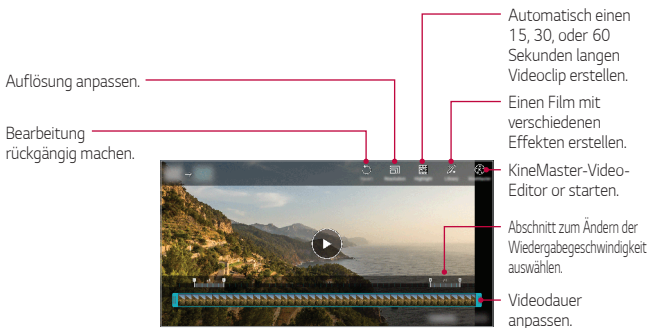 Automatisch einen
15, 30, oder 60
Sekunden langen
Videoclip erstellen.
Auflösung anpassen.
Einen Film mit
verschiedenen
Effekten erstellen.
Bearbeitung
rückgängig machen.
KineMaster-Video-
Editor or starten.
Abschnitt zum Ändern der
Wiedergabegeschwindigkeit
auswählen.
Videodauer
anpassen.